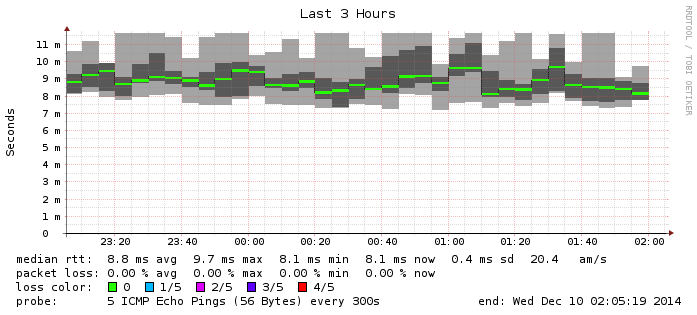 Last 3 Hours
RRDTOOL / TOBI OETIKER
Seconds
11 m
10 m
9 m
8 m
7 m
6 m
5 m
4 m
3 m
2 m
1 m
0
23:20 23:40 00:00 00:20 00:40 01:00 01:20 01:40 02:00
median rtt: 8.8 ms avg 9.7 ms max 8.1 ms min 8.1 ms now 0.4 ms sd 20.4 am/s
packet loss: 0.00 % avg 0.00 % max 0.00 % min 0.00 % now
loss color: 0 1/5 2/5 3/5 4/5
probe: 5 ICMP Echo Pings (56 Bytes) every 300s end: Wed Dec 10 02:05:19 2014